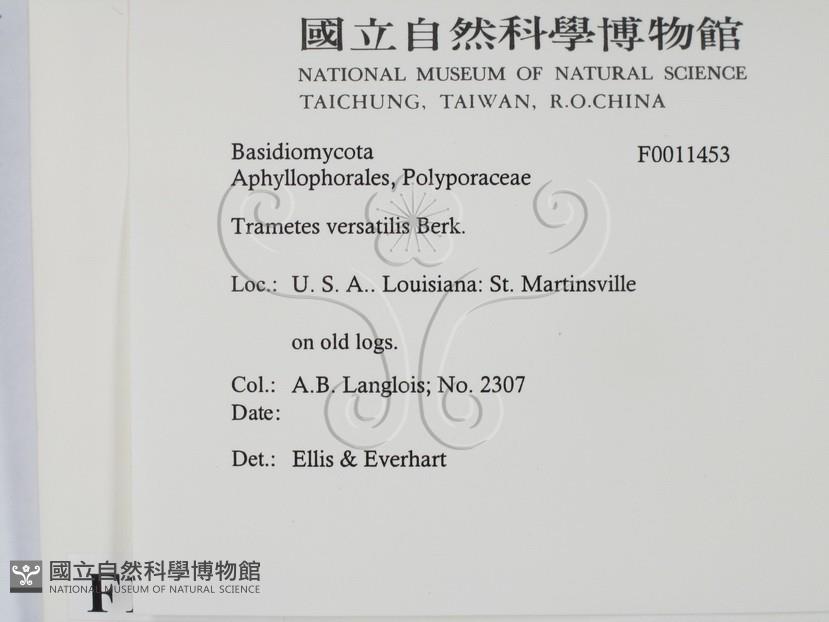 國立自然科學博物館
NATIONAL MUSEUM OF NATURAL SCIENCE
TAICHUNG, TAIWAN, R.O.CHINA
Basidiomycota F0011453
Aphyllophorales, Polyporaceae
Trametes versatilis Berk.
Loc.: U. S. A.. Louisiana: St. Martinsville
on old logs.
Col.: A.B. Langlois; No. 2307
Date:
Det.: Ellis & Everhart
國立自然科學博物館
NATIONAL MUSEUM OF NATURAL SCIENCE
F